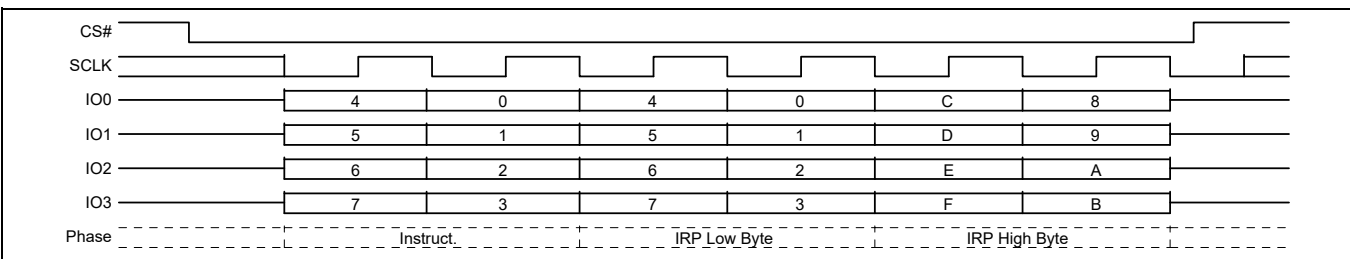 CS#
SCLK
IO0 4 0 4 0 C 8
IO1 5 1 5 1 D 9
IO2 6 2 6 2 E A
IO3 7 3 7 3 F B
Phase Instruct. IRP Low Byte IRP High Byte